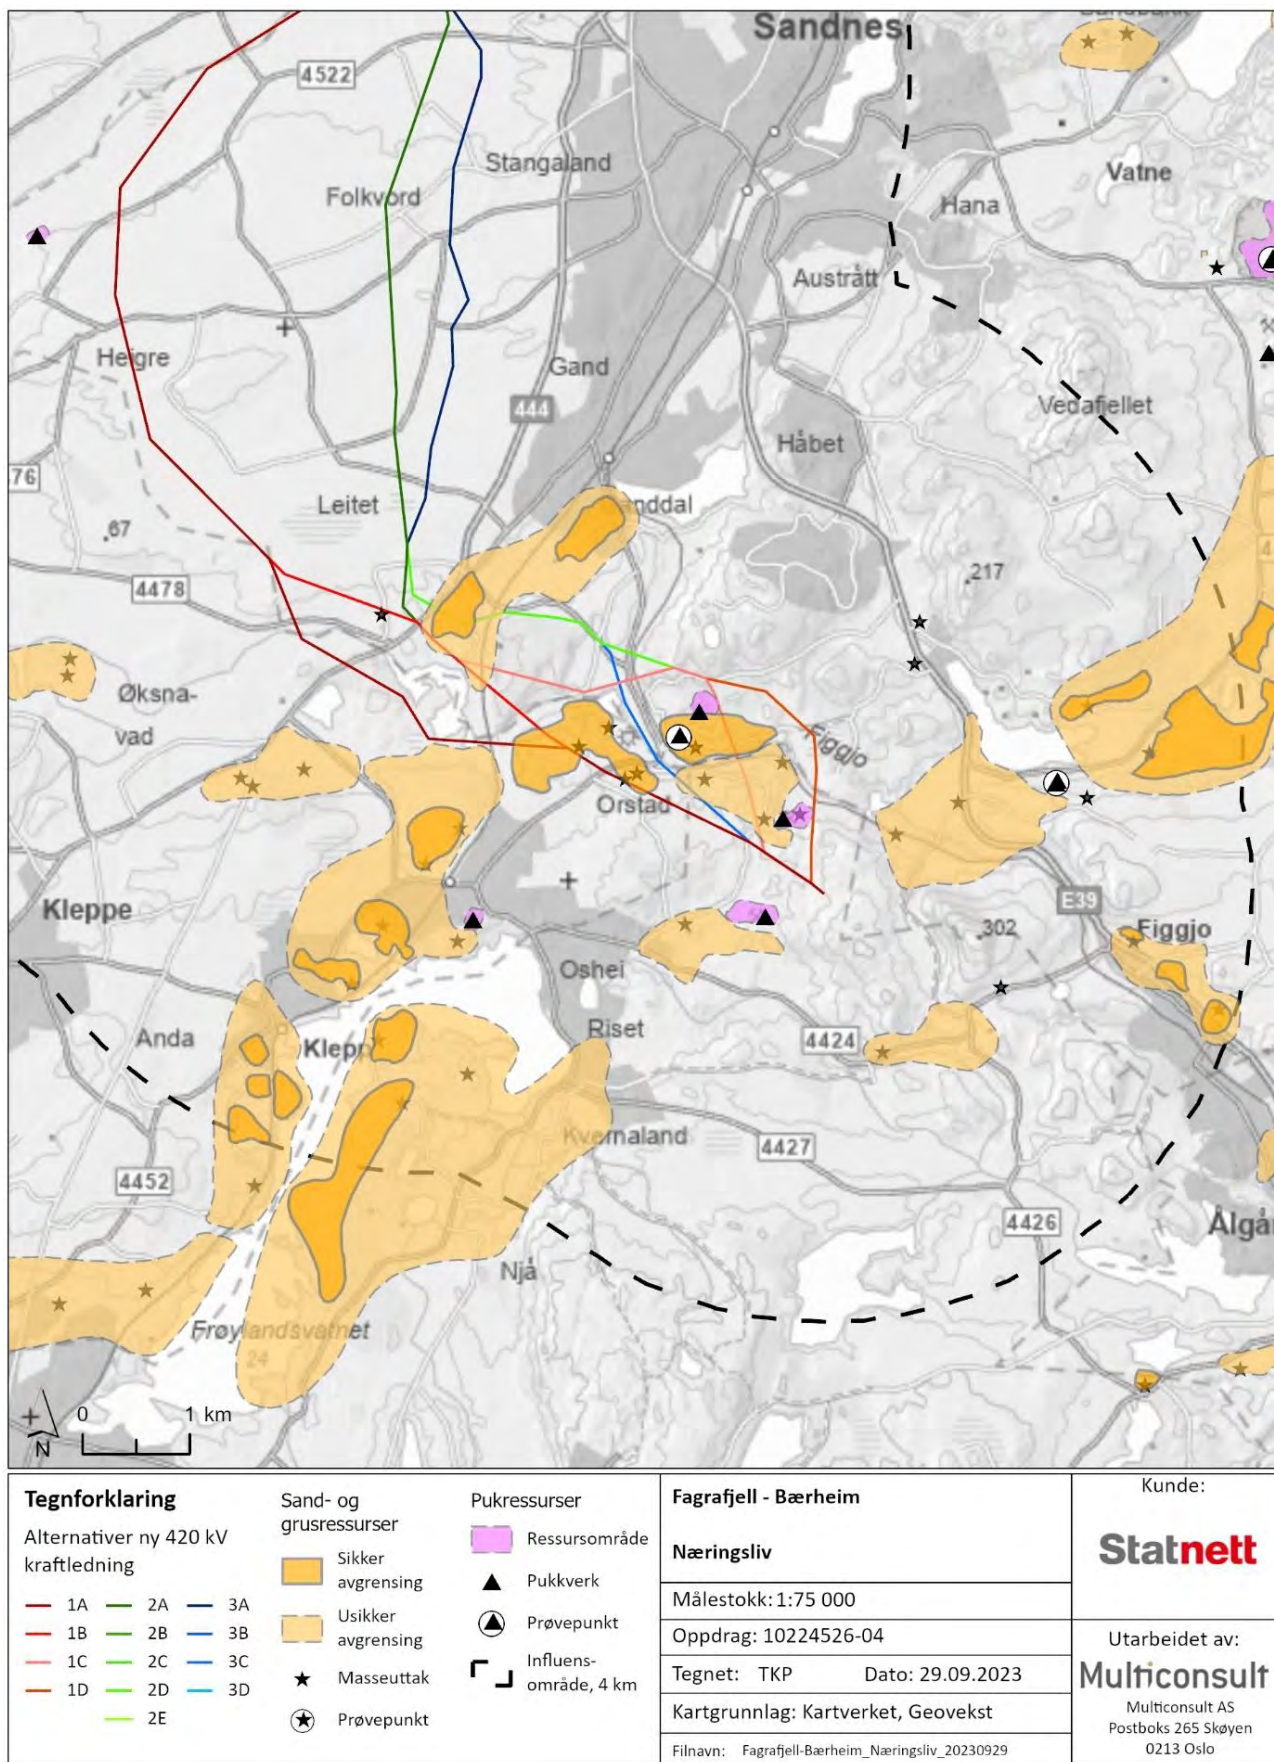 Sandnes
4522
Stangaland
Vatne
Folkvord
Hana
Austrått
Heigre
Gand
Vedafjellet
444
Håbet
76
Leitet
67
217
4478
Øksna-
vad
Figgjo
Orstad
Kleppe
E39
302
Figgjo
Oshei
Anda
Riset
4424
Klepp
Kvernaland
4427
4452
4426
Njå
Frøylandsvatnet
24
0 1 km
N
Tegnforklaring
Alternativer ny 420 kV
kraftledning
1A 2A 3A
1B 2B 3B
1C 2C 3C
1D 2D 3D
2E
Sand- og
grusressurser
Sikker
avgrensing
Usikker
avgrensing
Masseuttak
Prøvepunkt
Pukressurser
Ressursområde
Pukkverk
Prøvepunkt
Influens-
område, 4 km
Fagrafjell - Bærheim
Næringsliv
Målestokk: 1:75 000
Oppdrag: 10224526-04
Tegnet: TKP Dato: 29.09.2023
Kartgrunnlag: Kartverket, Geovekst
Filnavn: Fagrafjell-Bærheim_Næringsliv_20230929
Kunde:
Statnett
Utarbeidet av:
Multiconsult
Multiconsult AS
Postboks 265 Skøyen
0213 Oslo